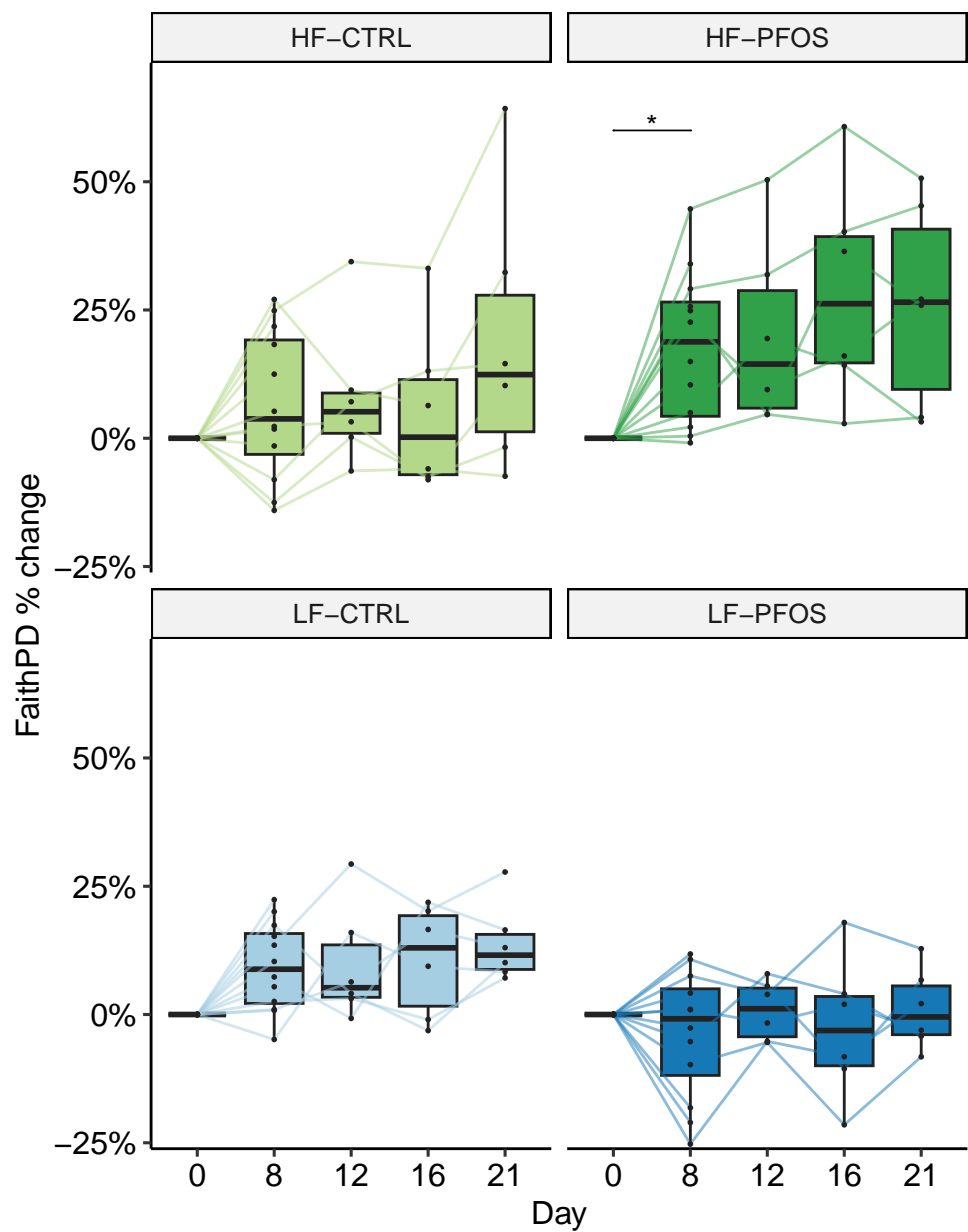 HF−CTRL HF−PFOS
*
50%
25%
0%
−25%
LF−CTRL LF−PFOS
50%
25%
0%
−25%
FaithPD % change
0 8 12 16 21 0 8 12 16 21
Day